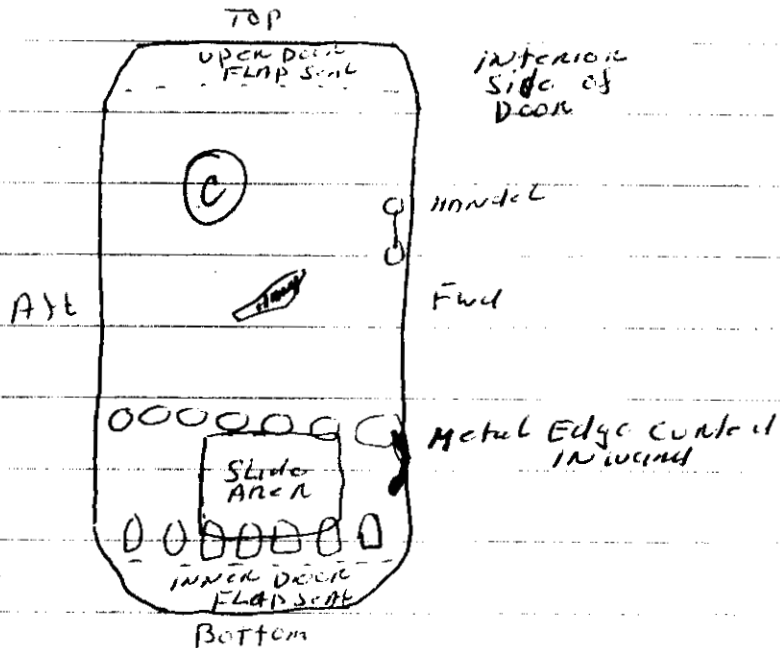 TOP
UPER DOOR
FLAP SEAL
INTERIOR
Side of
DOOR
C
HANDEL
Aft
Fwd
Metal Edge Curled
INWARD
Slide
AREA
INNER DOOR
FLAP SEAL
Bottom